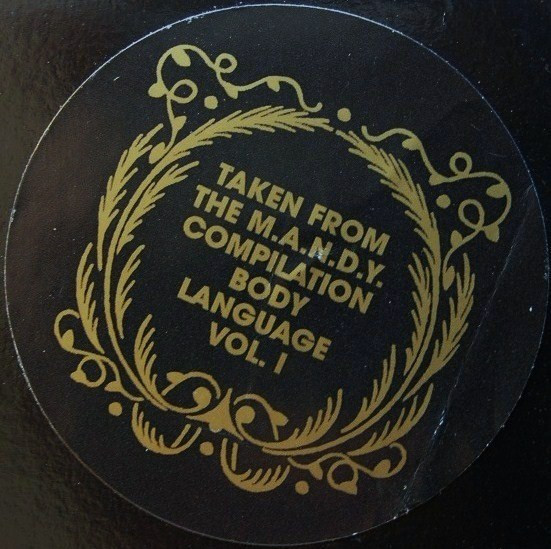 TAKEN FROM
THE M.A.N.D.Y.
COMPILATION
BODY
LANGUAGE
VOL. I